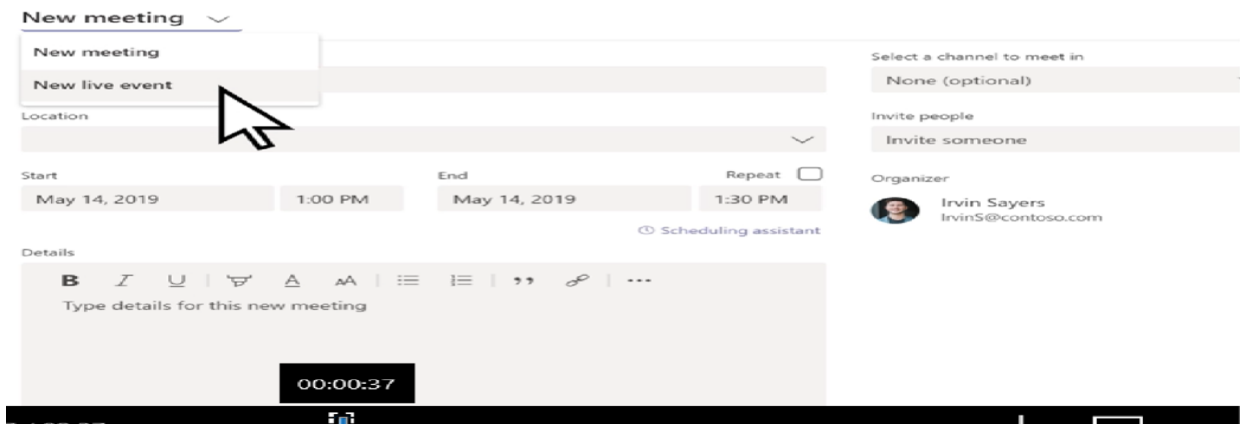 New meeting
New meeting
New live event
Select a channel to meet in
None (optional)
Location
Invite people
Invite someone
Start
End
Repeat
May 14, 2019
1:00 PM
May 14, 2019
1:30 PM
Organizer
Irvin Sayers
IrvinS@contoso.com
Scheduling assistant
Details
B I U A AA
Type details for this new meeting
00:00:37